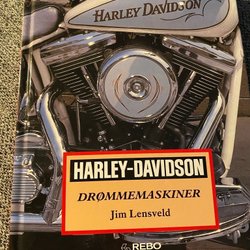 HARLEY DAVIDSON
HARLEY-DAVIDSON
DRØMMEMASKINER
Jim Lensveld
REBO